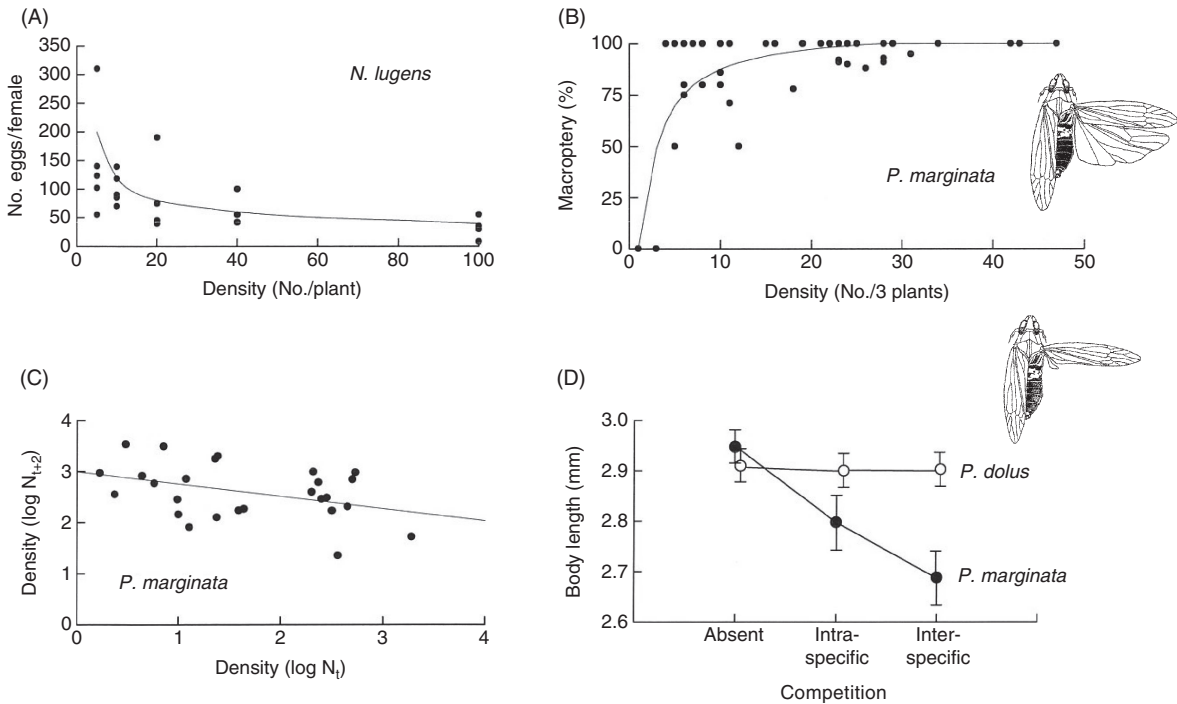 (A)
350
300
250
200
150
100
50
0
No. eggs/female
N. lugens
0
20
40
60
80
100
Density (No./plant)
(B)
100
75
50
25
0
Macroptery (%)
P. marginata
0
10
20
30
40
50
Density (No./3 plants)
(C)
4
3
2
1
0
Density (log Nt+2)
P. marginata
0
1
2
3
4
Density (log Nt)
(D)
3.0
2.9
2.8
2.7
2.6
Body length (mm)
P. dolus
P. marginata
Absent
Intra-
specific
Inter-
specific
Competition